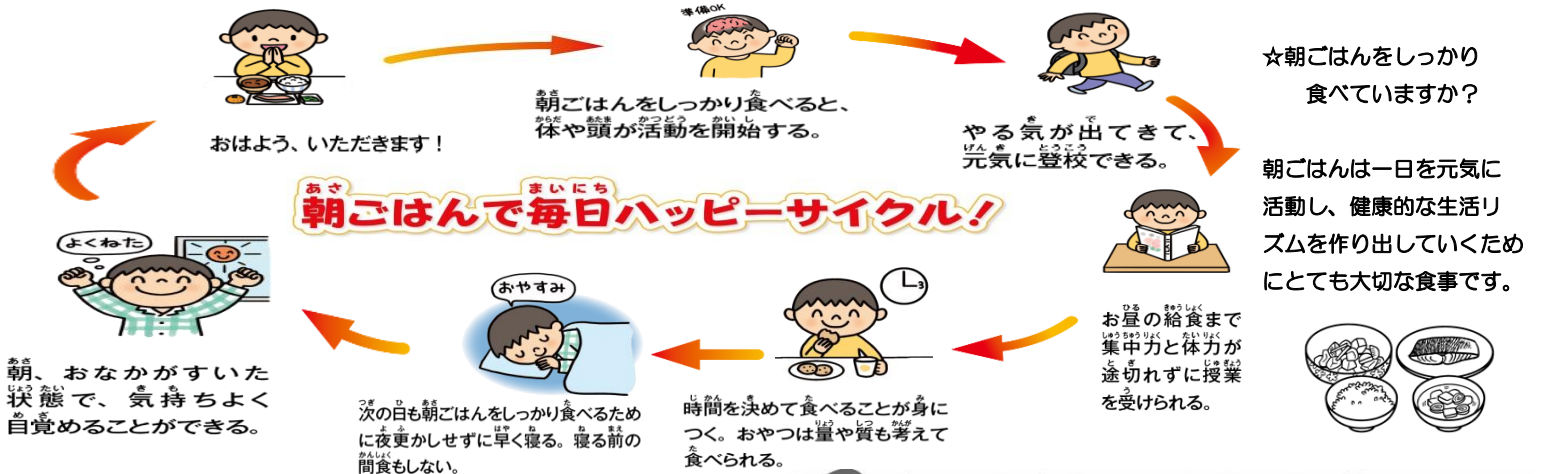 朝ごはんで毎日ハッピーサイクル!
おはよう、いただきます!
準備OK
朝ごはんをしっかり食べると、
体や頭が活動を開始する。
やる気が出てきて、
元気に登校できる。
お昼の給食まで
集中力と体力が
途切れずに授業
を受けられる。
3
時間を決めて食べることが身に
つく。おやつは量や質も考えて
食べられる。
おやすみ
次の日も朝ごはんをしっかり食べるため
に夜更かしせずに早く寝る。寝る前の
間食もしない。
よくねた
朝、おなかがすいた
状態で、気持ちよく
目覚めることができる。
☆朝ごはんをしっかり
食べていますか?
朝ごはんは一日を元気に
活動し、健康的な生活リ
ズムを作り出していくため
にとても大切な食事です。